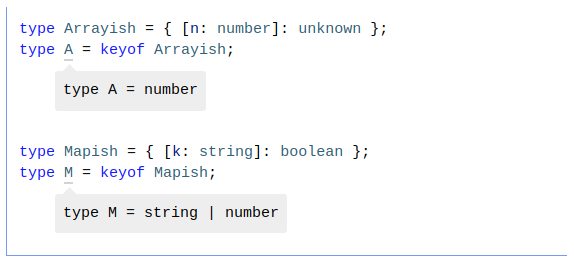 type Arrayish = { [n: number]: unknown };
type A = keyof Arrayish;
type A = number
type Mapish = { [k: string]: boolean };
type M = keyof Mapish;
type M = string | number